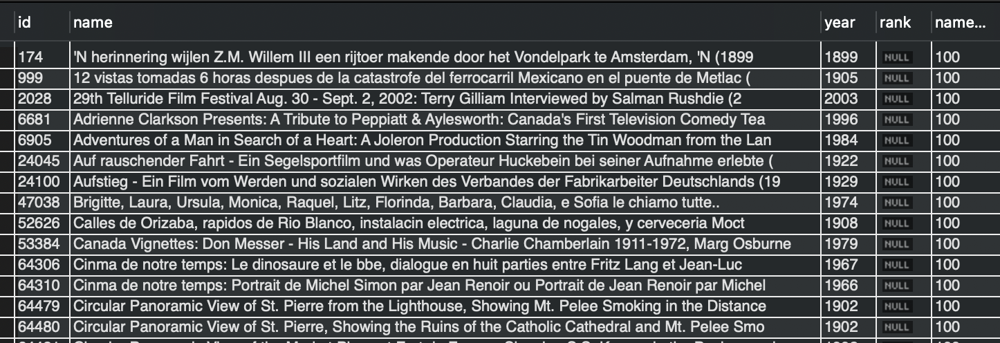 id name year rank name...
174 'N herinnering wijlen Z.M. Willem III een rijtoer makende door het Vondelpark te Amsterdam, 'N (1899 1899 NULL 100
999 12 vistas tomadas 6 horas despues de la catastrofe del ferrocarril Mexicano en el puente de Metlac ( 1905 NULL 100
2028 29th Telluride Film Festival Aug. 30 - Sept. 2, 2002: Terry Gilliam Interviewed by Salman Rushdie (2 2003 NULL 100
6681 Adrienne Clarkson Presents: A Tribute to Peppiatt & Aylesworth: Canada's First Television Comedy Tea 1996 NULL 100
6905 Adventures of a Man in Search of a Heart: A Joleron Production Starring the Tin Woodman from the Lan 1984 NULL 100
24045 Auf rauschender Fahrt - Ein Segelsportfilm und was Operateur Huckebein bei seiner Aufnahme erlebte ( 1922 NULL 100
24100 Aufstieg - Ein Film vom Werden und sozialen Wirken des Verbandes der Fabrikarbeiter Deutschlands (19 1929 NULL 100
47038 Brigitte, Laura, Ursula, Monica, Raquel, Litz, Florinda, Barbara, Claudia, e Sofia le chiamo tutte.. 1974 NULL 100
52626 Calles de Orizaba, rapidos de Rio Blanco, instalacin electrica, laguna de nogales, y cerveceria Moct 1908 NULL 100
53384 Canada Vignettes: Don Messer - His Land and His Music - Charlie Chamberlain 1911-1972, Marg Osburne 1979 NULL 100
64306 Cinma de notre temps: Le dinosaure et le bbe, dialogue en huit parties entre Fritz Lang et Jean-Luc 1967 NULL 100
64310 Cinma de notre temps: Portrait de Michel Simon par Jean Renoir ou Portrait de Jean Renoir par Michel 1966 NULL 100
64479 Circular Panoramic View of St. Pierre from the Lighthouse, Showing Mt. Pelee Smoking in the Distance 1902 NULL 100
64480 Circular Panoramic View of St. Pierre, Showing the Ruins of the Catholic Cathedral and Mt. Pelee Smo 1902 NULL 100